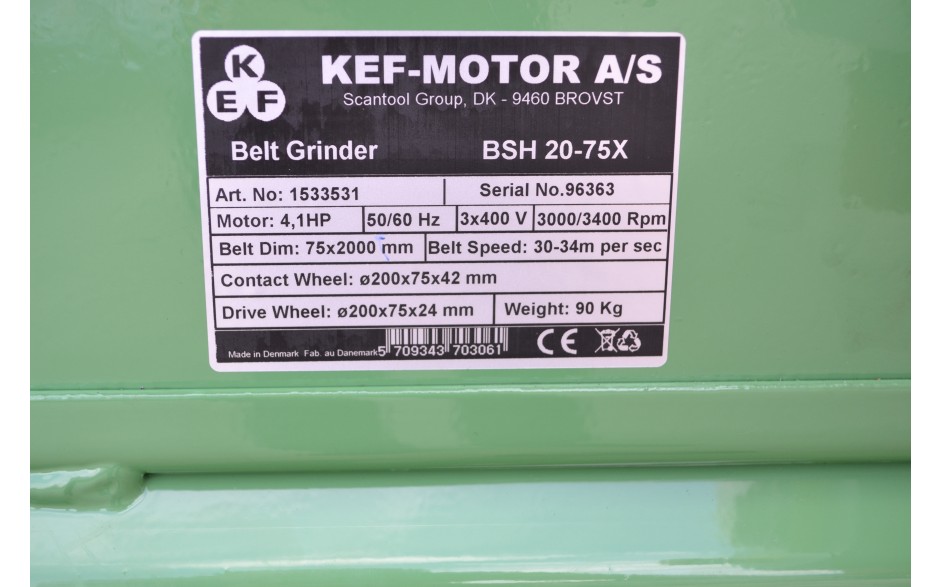 K
E F
KEF-MOTOR A/S
Scantool Group, DK - 9460 BROVST
Belt Grinder BSH 20-75X
Art. No: 1533531 Serial No.96363
Motor: 4,1HP 50/60 Hz 3x400 V 3000/3400 Rpm
Belt Dim: 75x2000 mm Belt Speed: 30-34m per sec
Contact Wheel: ø200x75x42 mm
Drive Wheel: ø200x75x24 mm Weight: 90 Kg
Made in Denmark Fab. au Danemark 5 709343 703061 CE